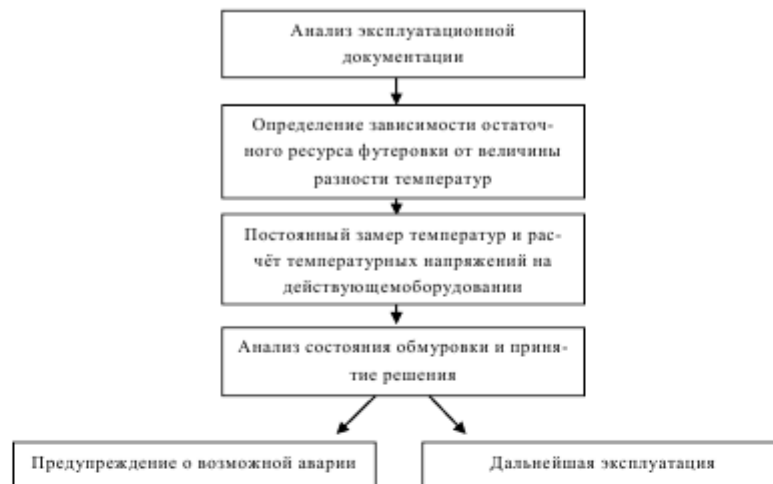 Анализ эксплуатационной
документации
Определение зависимости остаточ-
ного ресурса футеровки от величины
разности температур
Постоянный замер температур и рас-
чёт температурных напряжений на
действующемоборудовании
Анализ состояния обмуровки и приня-
тие решения
Предупреждение о возможной аварии
Дальнейшая эксплуатация